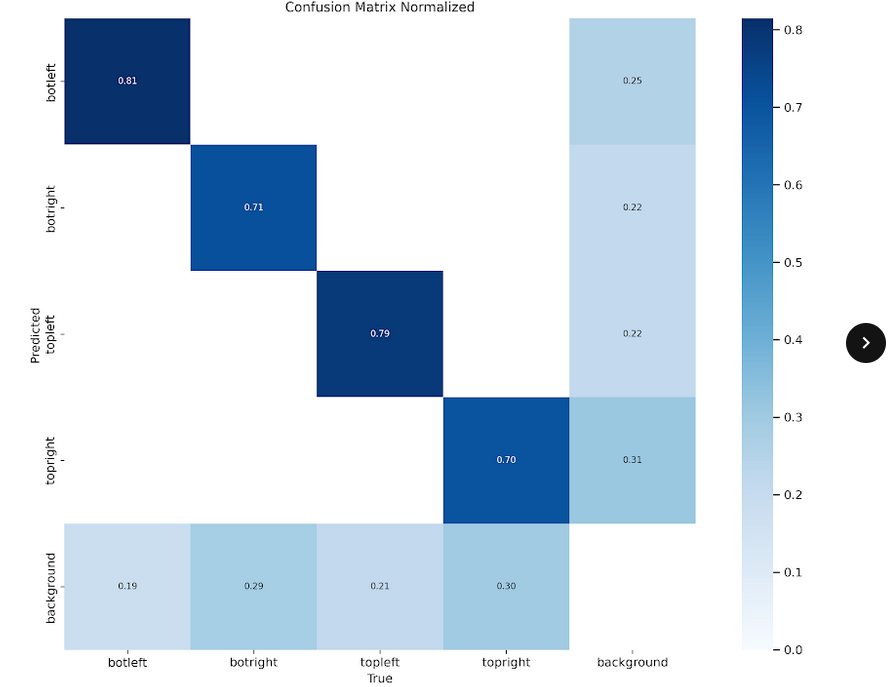 Confusion Matrix Normalized
botleft
0.81
0.25
botright
0.71
0.22
Predicted
topleft
0.79
0.22
topright
0.70
0.31
background
0.19
0.29
0.21
0.30
botleft
botright
topleft
topright
background
True
0.8
0.7
0.6
0.5
0.4
0.3
0.2
0.1
0.0